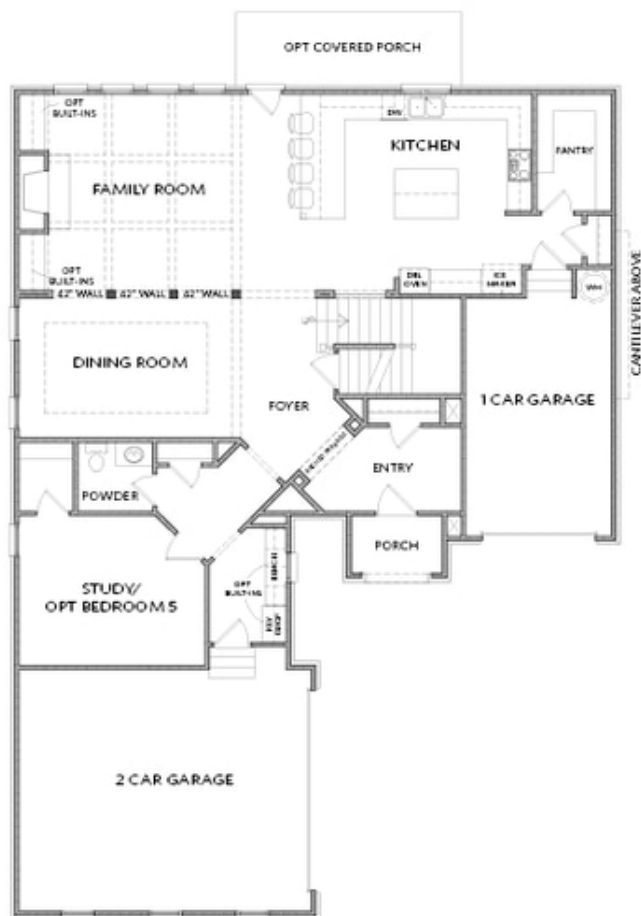 OPT COVERED PORCH
OPT
BUILT-INS
DW
KITCHEN
PANTRY
FAMILY ROOM
OPT
BUILT-INS
DBL
OVEN
ICE
MAKER
WH
CANTILEVER ABOVE
42" WALL
42" WALL
42" WALL
DINING ROOM
FOYER
1 CAR GARAGE
ENTRY
POWDER
PORCH
STUDY/
OPT BEDROOM 5
OPT
BUILT-INS
BENCH
2 CAR GARAGE